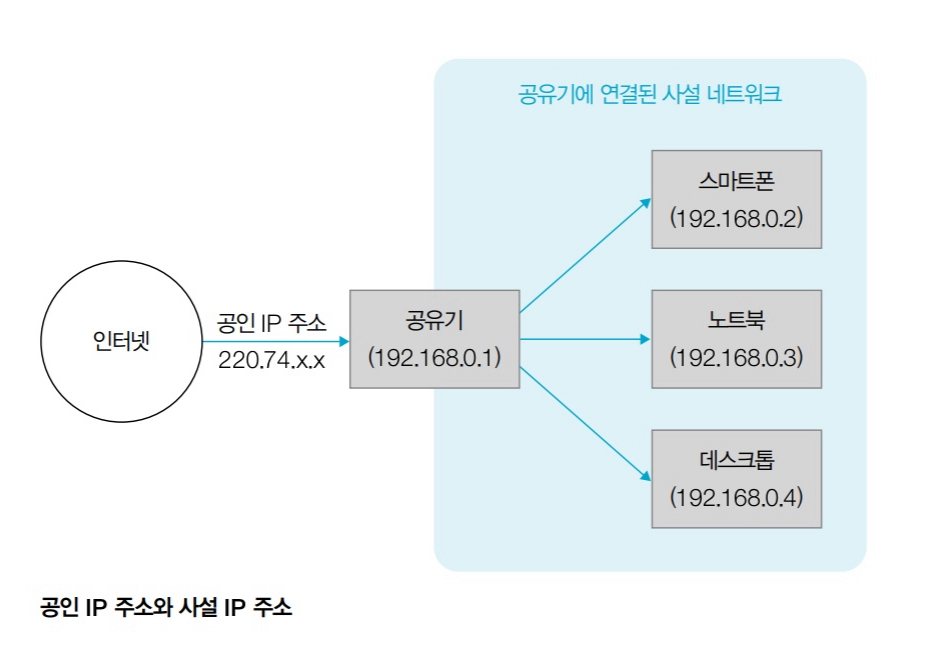 공유기에 연결된 사설 네트워크
스마트폰
(192.168.0.2)
인터넷
공인 IP 주소
220.74.x.x
공유기
(192.168.0.1)
노트북
(192.168.0.3)
데스크톱
(192.168.0.4)
공인 IP 주소와 사설 IP 주소